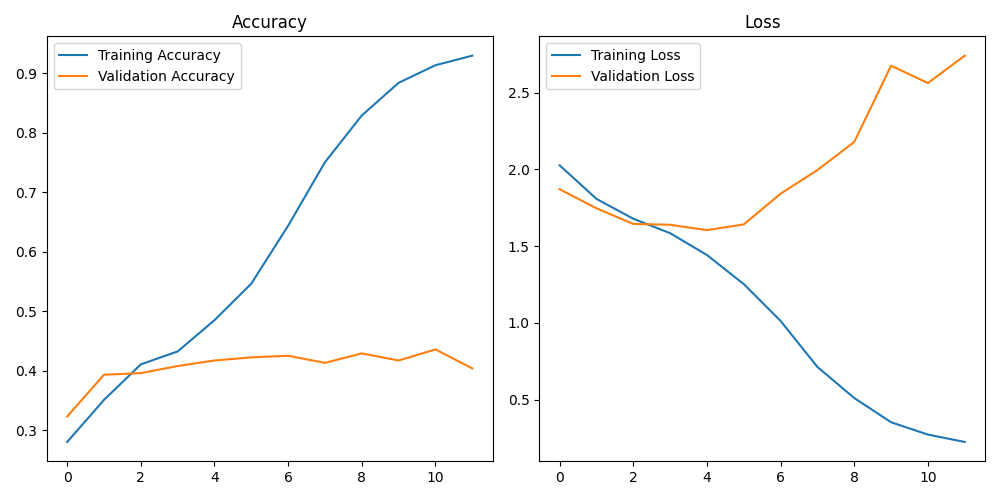 Accuracy
Training Accuracy
Validation Accuracy
0.9
0.8
0.7
0.6
0.5
0.4
0.3
0 2 4 6 8 10
Loss
Training Loss
Validation Loss
2.5
2.0
1.5
1.0
0.5
0 2 4 6 8 10